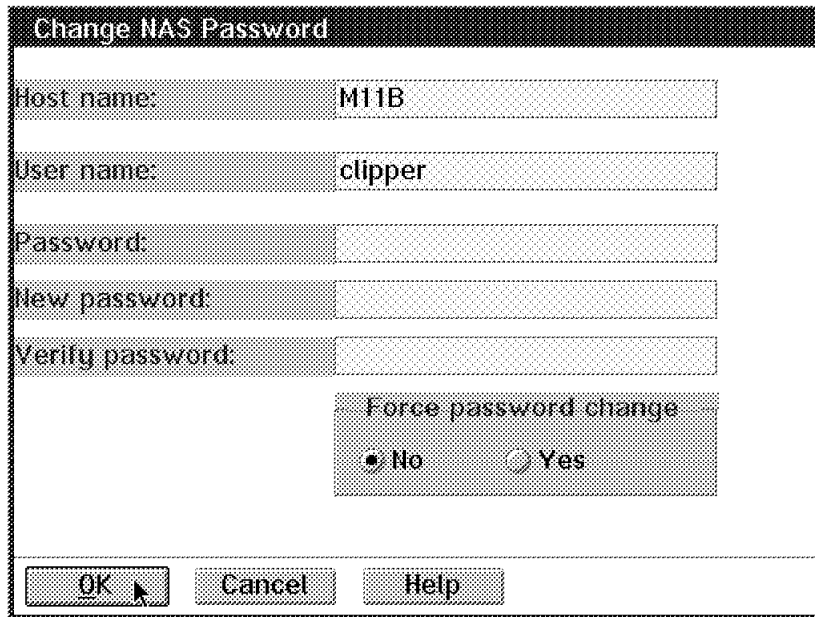 Change NAS Password
Host name: M11B
User name: clipper
Password:
New password:
Verify password:
Force password change
No Yes
OK Cancel Help